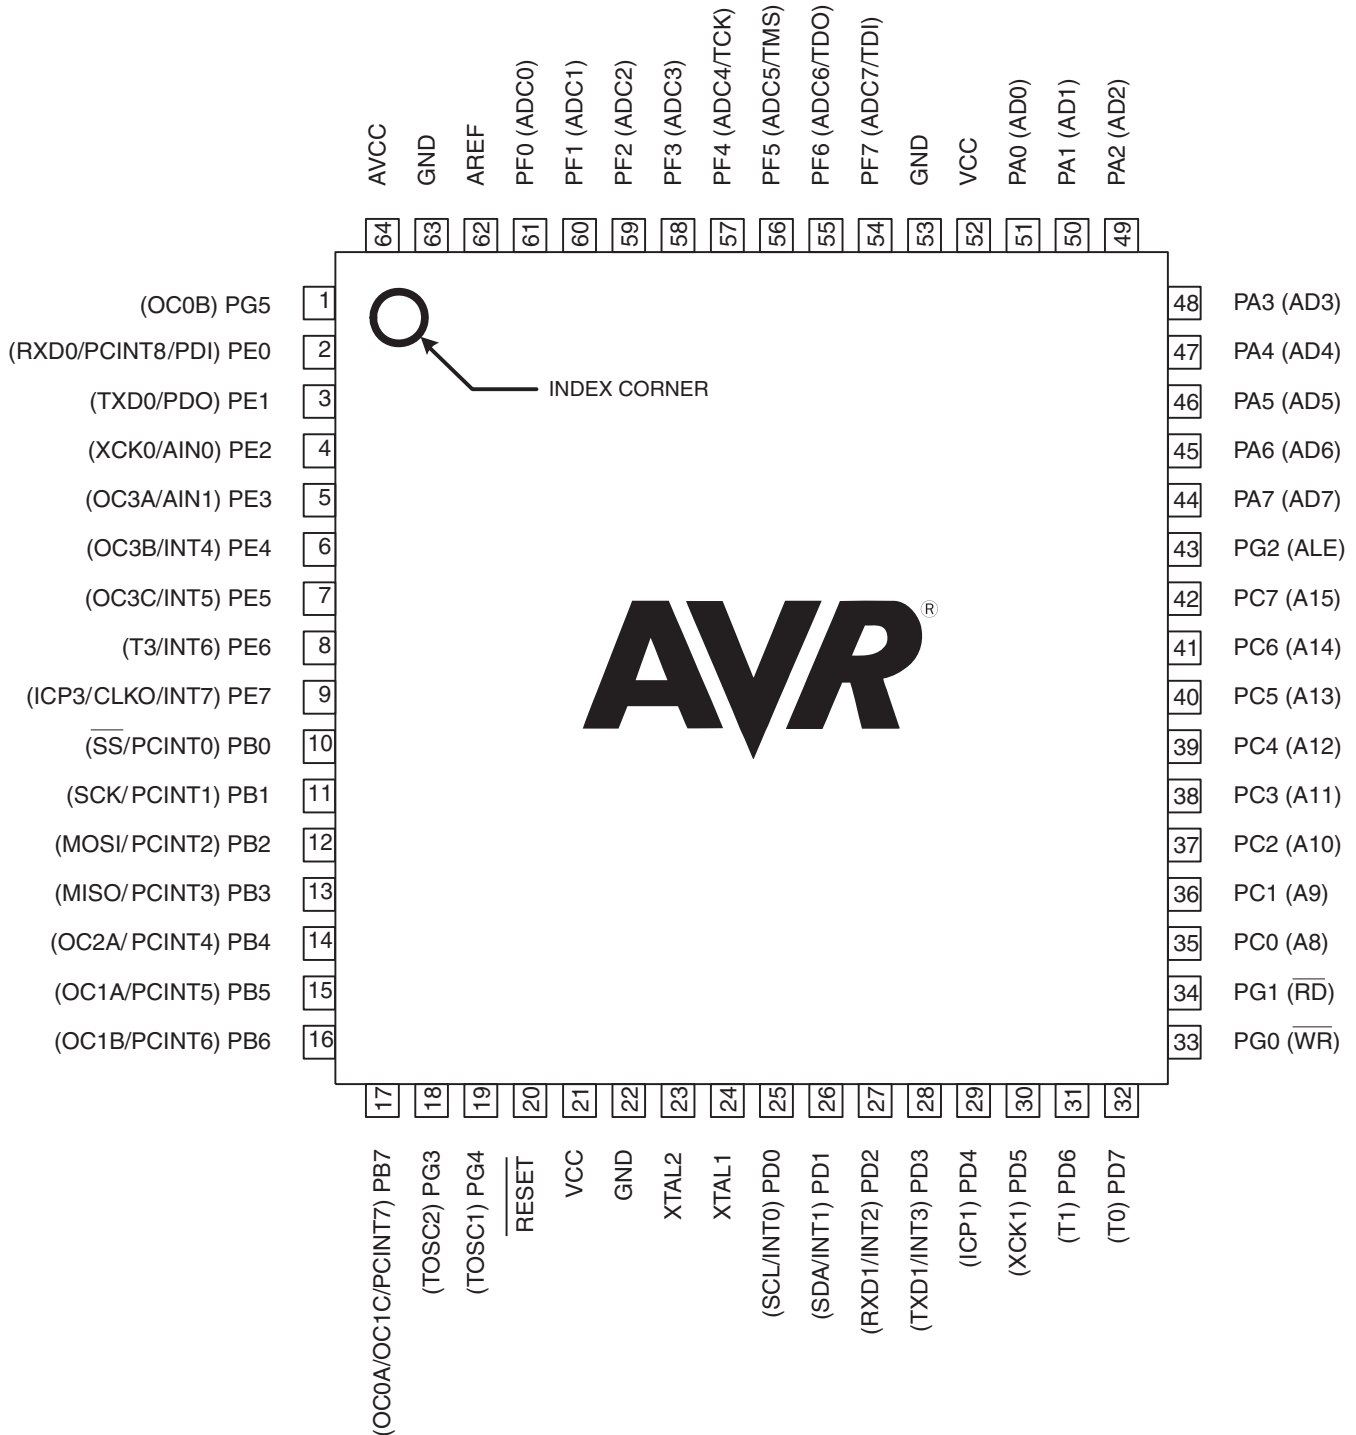 AVCC
GND
AREF
PF0 (ADC0)
PF1 (ADC1)
PF2 (ADC2)
PF3 (ADC3)
PF4 (ADC4/TCK)
PF5 (ADC5/TMS)
PF6 (ADC6/TDO)
PF7 (ADC7/TDI)
GND
VCC
PA0 (AD0)
PA1 (AD1)
PA2 (AD2)
64 63 62 61 60 59 58 57 56 55 54 53 52 51 50 49
(OC0B) PG5 1
(RXD0/PCINT8/PDI) PE0 2
(TXD0/PDO) PE1 3
(XCK0/AIN0) PE2 4
(OC3A/AIN1) PE3 5
(OC3B/INT4) PE4 6
(OC3C/INT5) PE5 7
(T3/INT6) PE6 8
(ICP3/CLKO/INT7) PE7 9
(SS/PCINT0) PB0 10
(SCK/ PCINT1) PB1 11
(MOSI/ PCINT2) PB2 12
(MISO/ PCINT3) PB3 13
(OC2A/ PCINT4) PB4 14
(OC1A/PCINT5) PB5 15
(OC1B/PCINT6) PB6 16
INDEX CORNER
AVR®
48 PA3 (AD3)
47 PA4 (AD4)
46 PA5 (AD5)
45 PA6 (AD6)
44 PA7 (AD7)
43 PG2 (ALE)
42 PC7 (A15)
41 PC6 (A14)
40 PC5 (A13)
39 PC4 (A12)
38 PC3 (A11)
37 PC2 (A10)
36 PC1 (A9)
35 PC0 (A8)
34 PG1 (RD)
33 PG0 (WR)
17 18 19 20 21 22 23 24 25 26 27 28 29 30 31 32
(OC0A/OC1C/PCINT7) PB7
(TOSC2) PG3
(TOSC1) PG4
RESET
VCC
GND
XTAL2
XTAL1
(SCL/INT0) PD0
(SDA/INT1) PD1
(RXD1/INT2) PD2
(TXD1/INT3) PD3
(ICP1) PD4
(XCK1) PD5
(T1) PD6
(T0) PD7